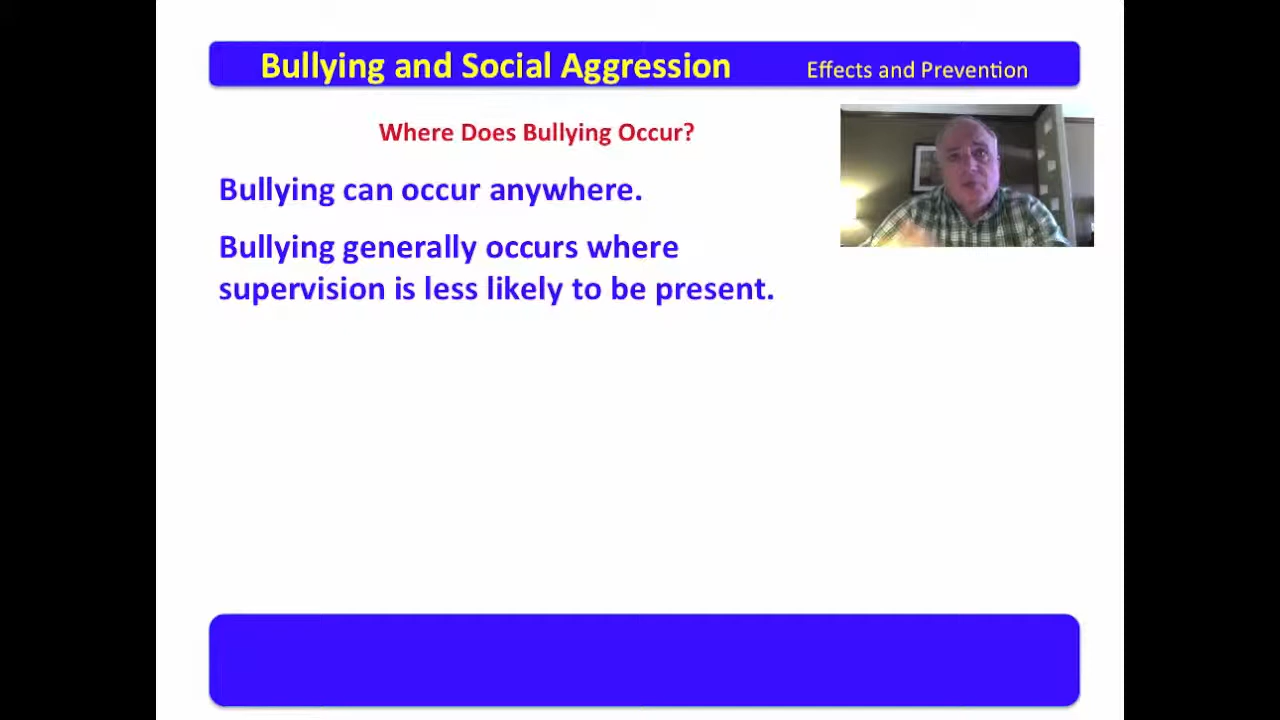 Bullying and Social Aggression Effects and Prevention
Where Does Bullying Occur?
Bullying can occur anywhere.
Bullying generally occurs where
supervision is less likely to be present.